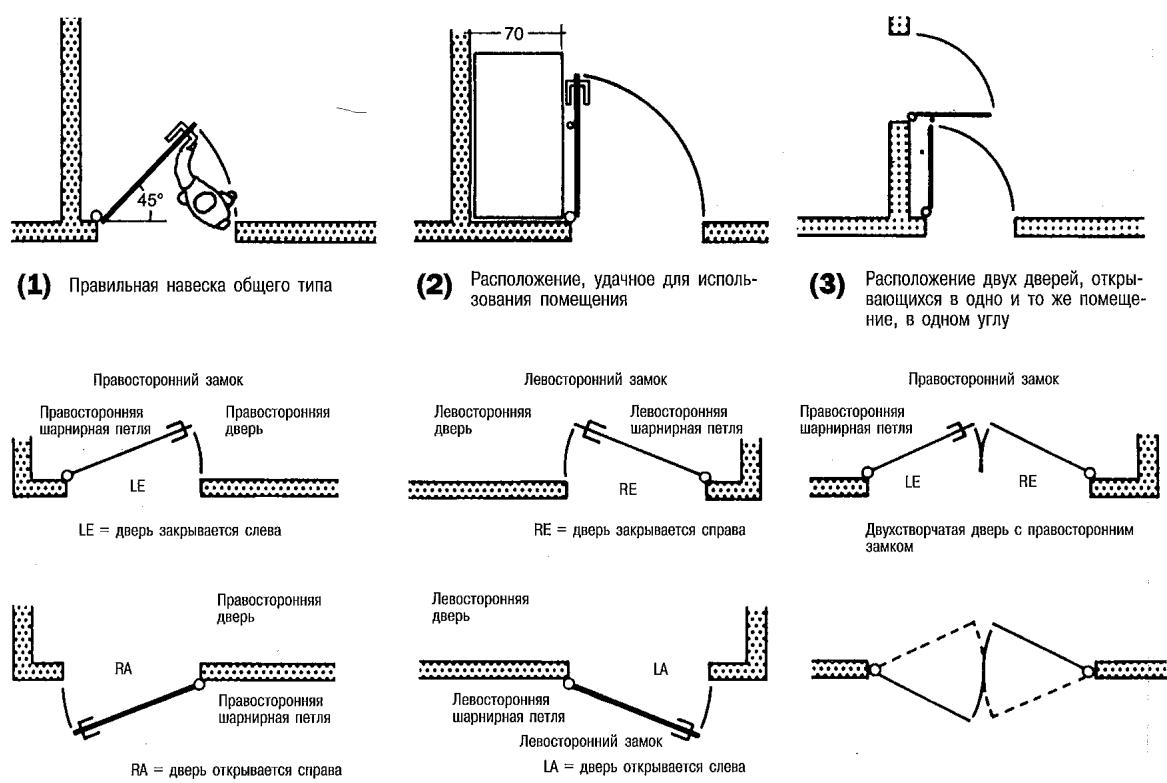 70
45°
(1) Правильная навеска общего типа
(2) Расположение, удачное для исполь-
зования помещения
(3) Расположение двух дверей, откры-
вающихся в одно и то же помеще-
ние, в одном углу
Правосторонний замок
Правосторонняя
шарнирная петля
Правосторонняя
дверь
LE
LE = дверь закрывается слева
Левосторонний замок
Левосторонняя
дверь
Левосторонняя
шарнирная петля
RE
RE = дверь закрывается справа
Правосторонний замок
Правосторонняя
шарнирная петля
LE
RE
Двухстворчатая дверь с правосторонним
замком
Правосторонняя
дверь
RA
Правосторонняя
шарнирная петля
RA = дверь открывается справа
Левосторонняя
дверь
LA
Левосторонняя
шарнирная петля
Левосторонний замок
LA = дверь открывается слева